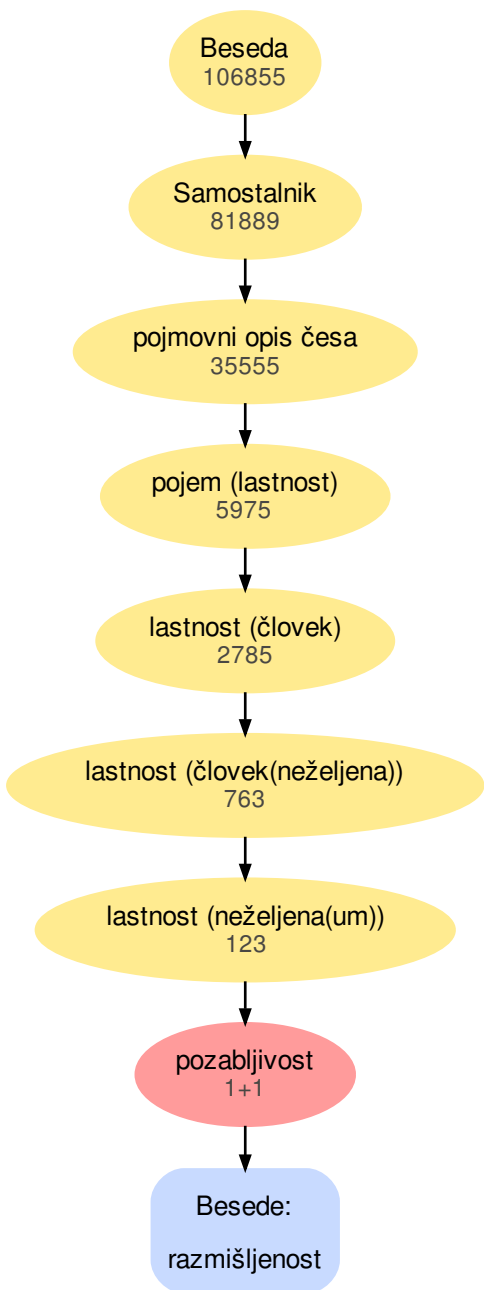 Beseda
106855
Samostalnik
81889
pojmovni opis česa
35555
pojem (lastnost)
5975
lastnost (človek)
2785
lastnost (človek(neželjena))
763
lastnost (neželjena(um))
123
pozabljivost
1+1
Besede:
razmišljenost